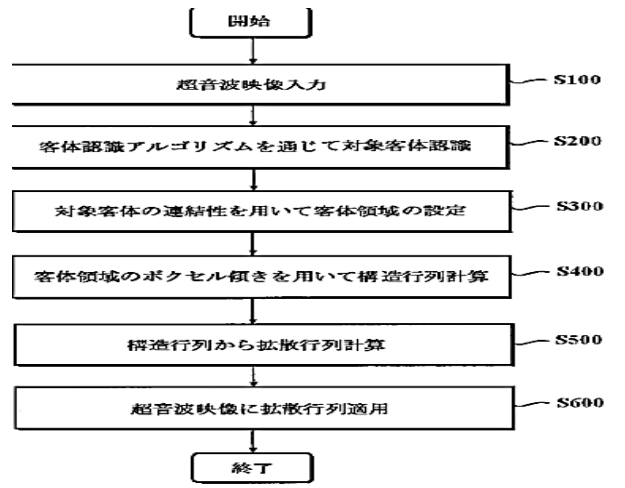 開始
超音波映像入力 S100
客体認識アルゴリズムを通じて対象客体認識 S200
対象客体の連結性を用いて客体領域の設定 S300
客体領域のボクセル傾きを用いて構造行列計算 S400
構造行列から拡散行列計算 S500
超音波映像に拡散行列適用 S600
終了